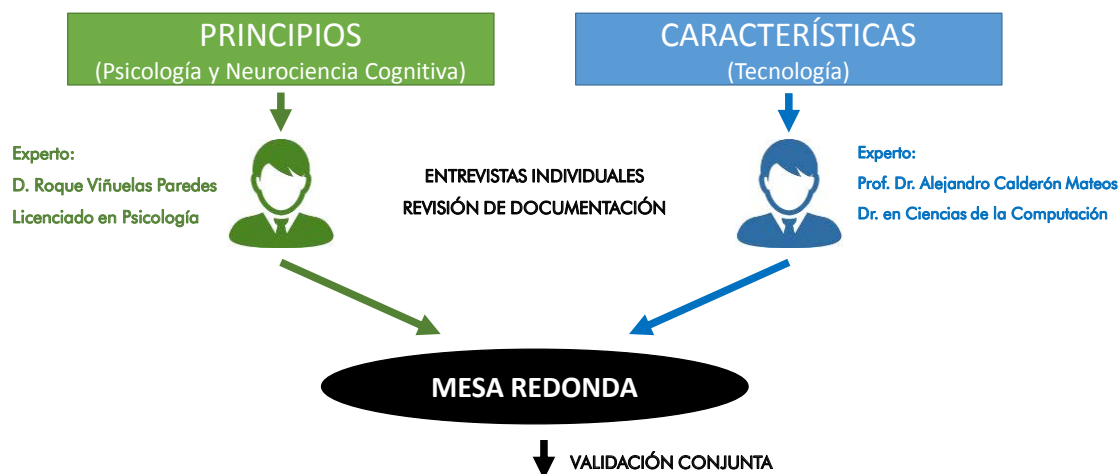 PRINCIPIOS
(Psicología y Neurociencia Cognitiva)
CARACTERÍSTICAS
(Tecnología)
Experto:
D. Roque Viñuelas Paredes
Licenciado en Psicología
ENTREVISTAS INDIVIDUALES
REVISIÓN DE DOCUMENTACIÓN
Experto:
Prof. Dr. Alejandro Calderón Mateos
Dr. en Ciencias de la Computación
MESA REDONDA
VALIDACIÓN CONJUNTA